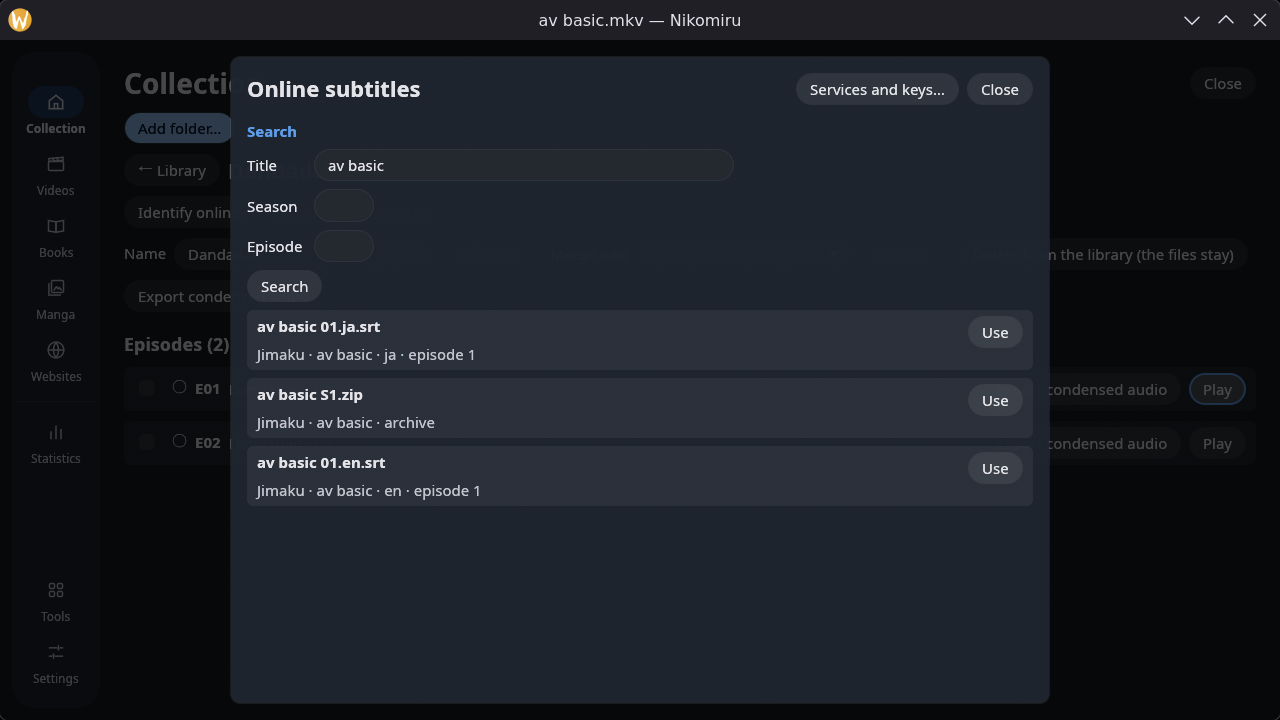 av basic.mkv — Nikomiru
Collection
Videos
Books
Manga
Websites
Statistics
Tools
Settings
Close
Add folder...
← Library
Name
Export conde
the library (the files stay)
Episodes (2)
E01
condensed audio
Play
E02
condensed audio
Play
Online subtitles
Services and keys...
Close
Search
Title
av basic
Season
Episode
Search
av basic 01.ja.srt
Use
Jimaku · av basic · ja · episode 1
av basic S1.zip
Use
Jimaku · av basic · archive
av basic 01.en.srt
Use
Jimaku · av basic · en · episode 1